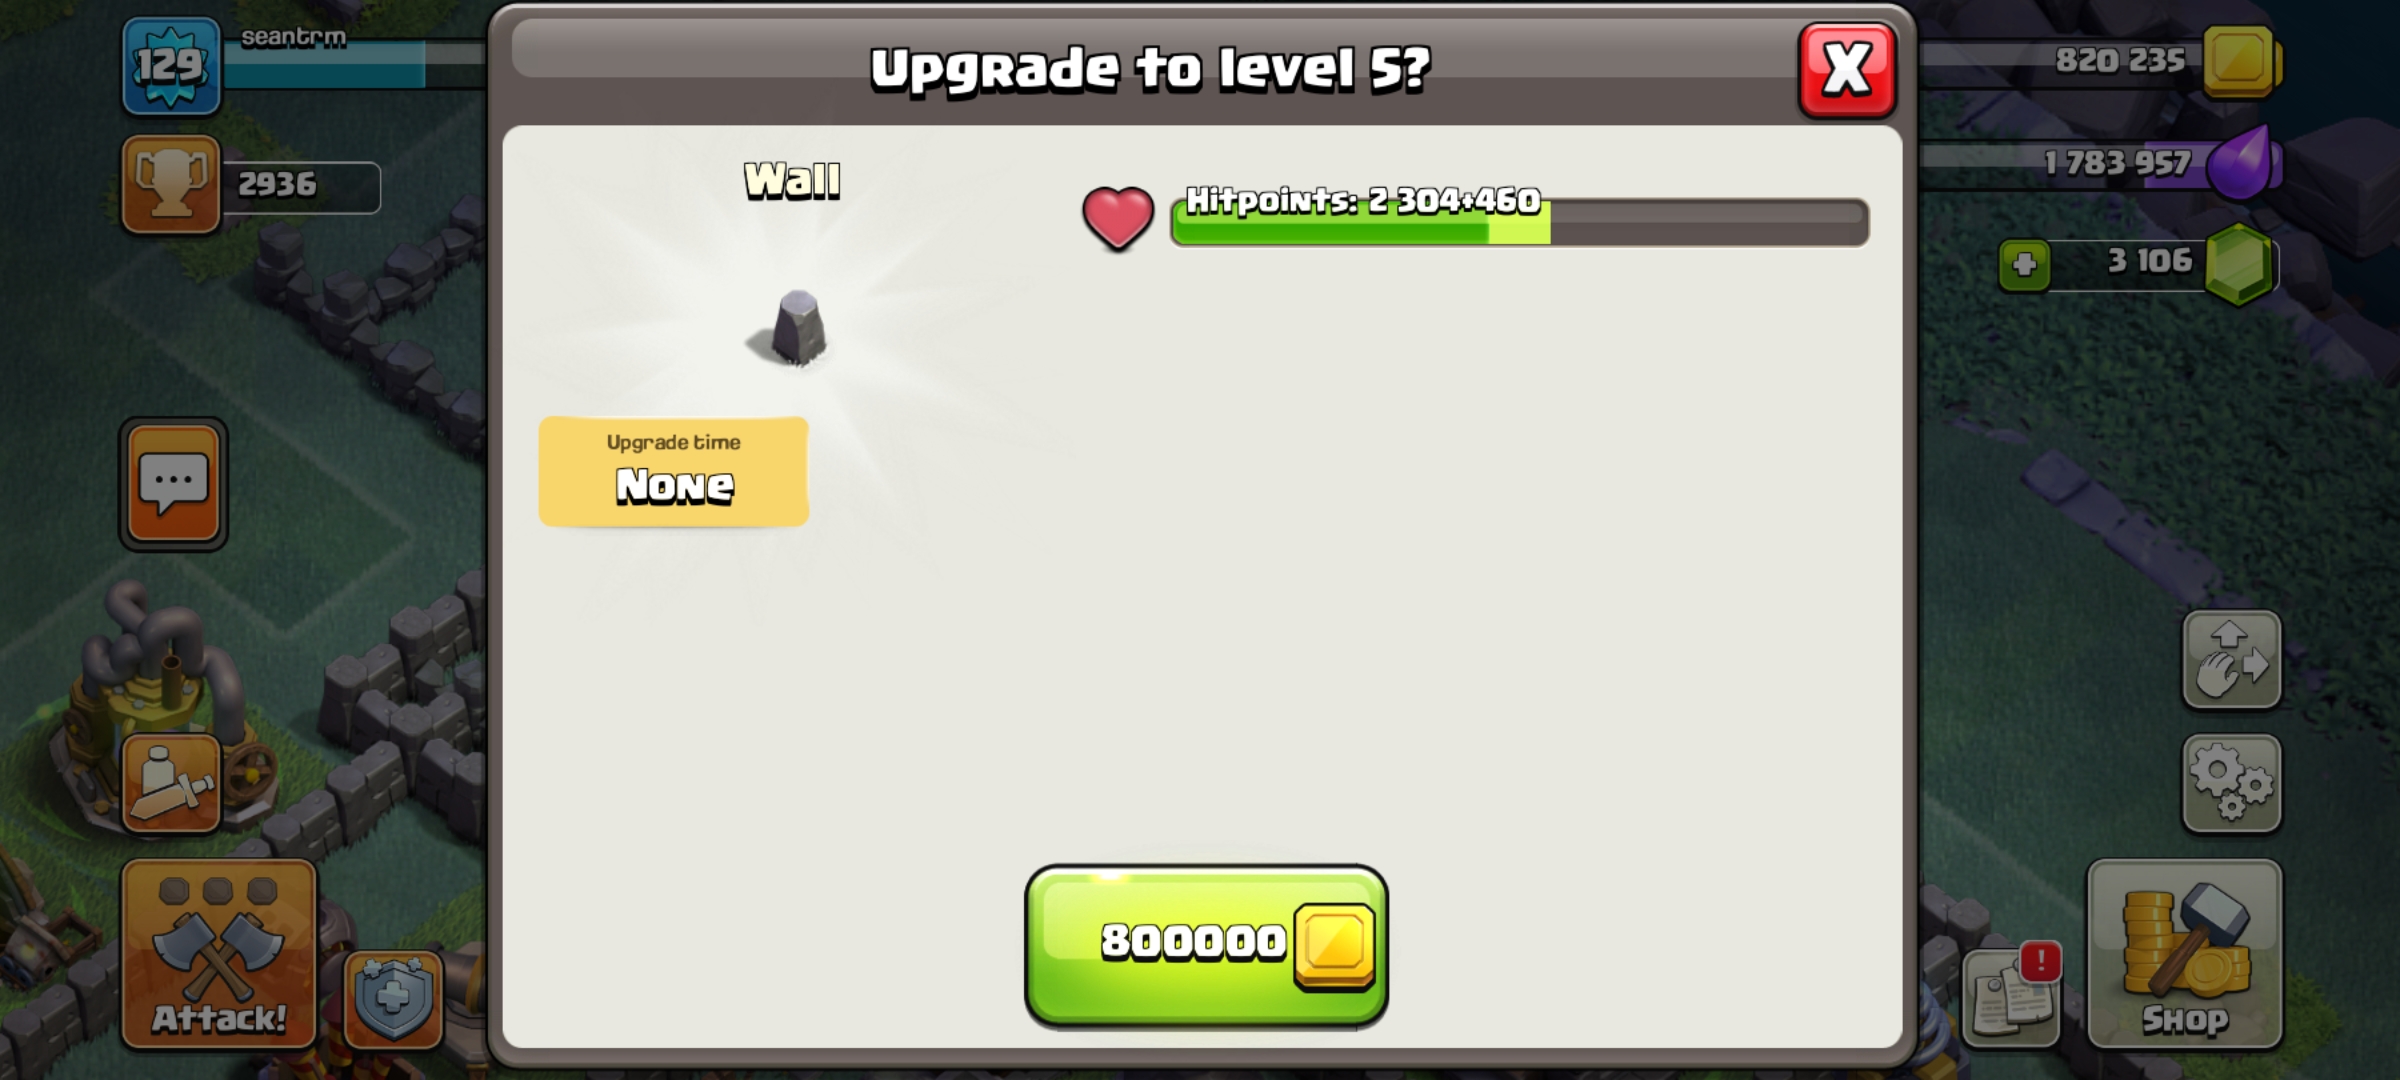 129
seantrm
2936
Upgrade to level 5?
X
820 235
1 783 957
3 106
Wall
Hitpoints: 2 304+460
Upgrade time
None
800000
Attack!
!
Shop